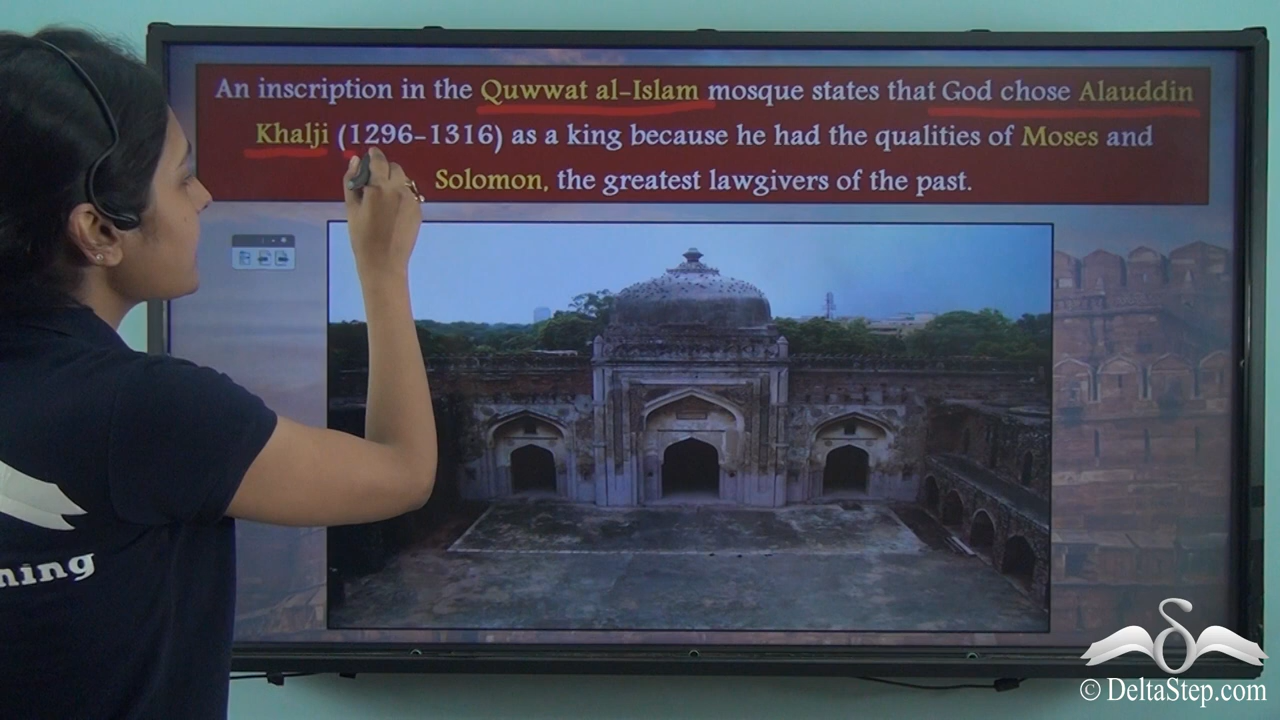 An inscription in the Quwwat al-Islam mosque states that God chose Alauddin
Khalji (1296-1316) as a king because he had the qualities of Moses and
Solomon, the greatest lawgivers of the past.
ning
© DeltaStep.com